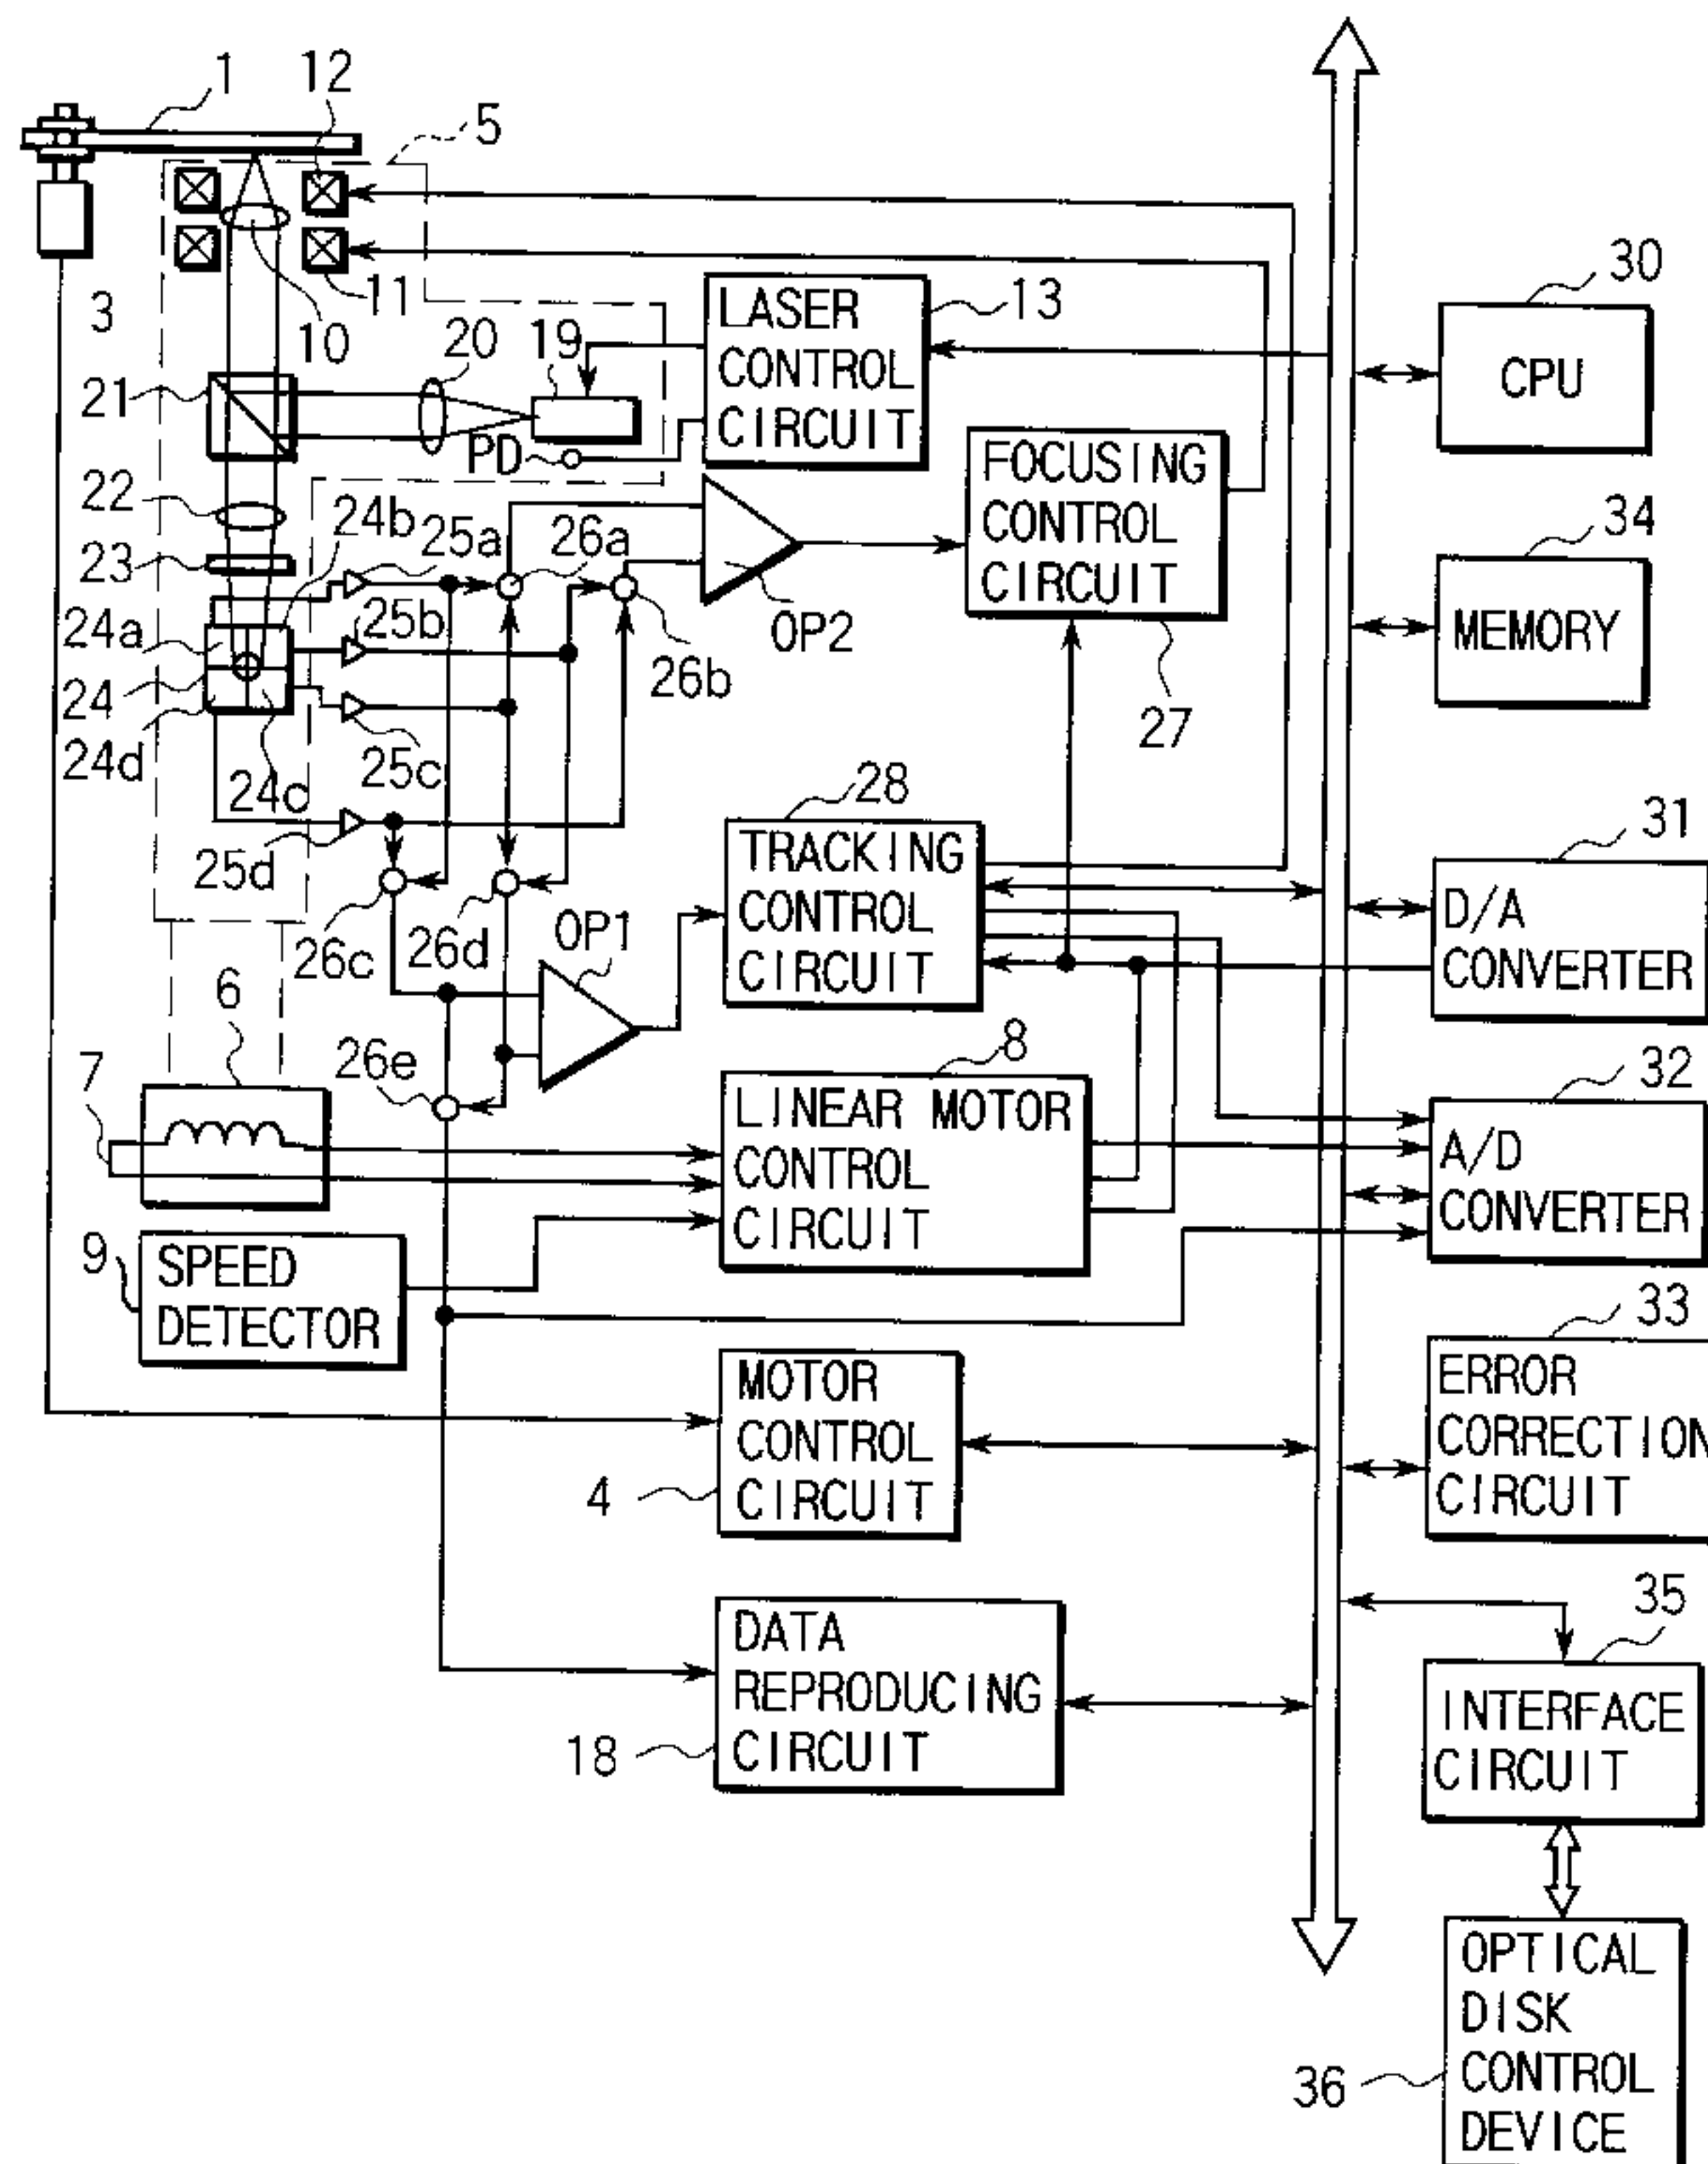 1
12
5
3
11
10
20
19
LASER
CONTROL
CIRCUIT
13
30
CPU
21
PD
22
24b
25a
26a
FOCUSING
CONTROL
CIRCUIT
34
MEMORY
23
24a
25b
OP2
26b
24
27
24d
25c
24c
28
25d
TRACKING
CONTROL
CIRCUIT
31
D/A
CONVERTER
26c
26d
OP1
6
7
26e
8
LINEAR MOTOR
CONTROL
CIRCUIT
32
A/D
CONVERTER
9
SPEED
DETECTOR
33
ERROR
CORRECTION
CIRCUIT
MOTOR
CONTROL
CIRCUIT
4
35
DATA
REPRODUCING
CIRCUIT
18
INTERFACE
CIRCUIT
OPTICAL
DISK
CONTROL
DEVICE
36